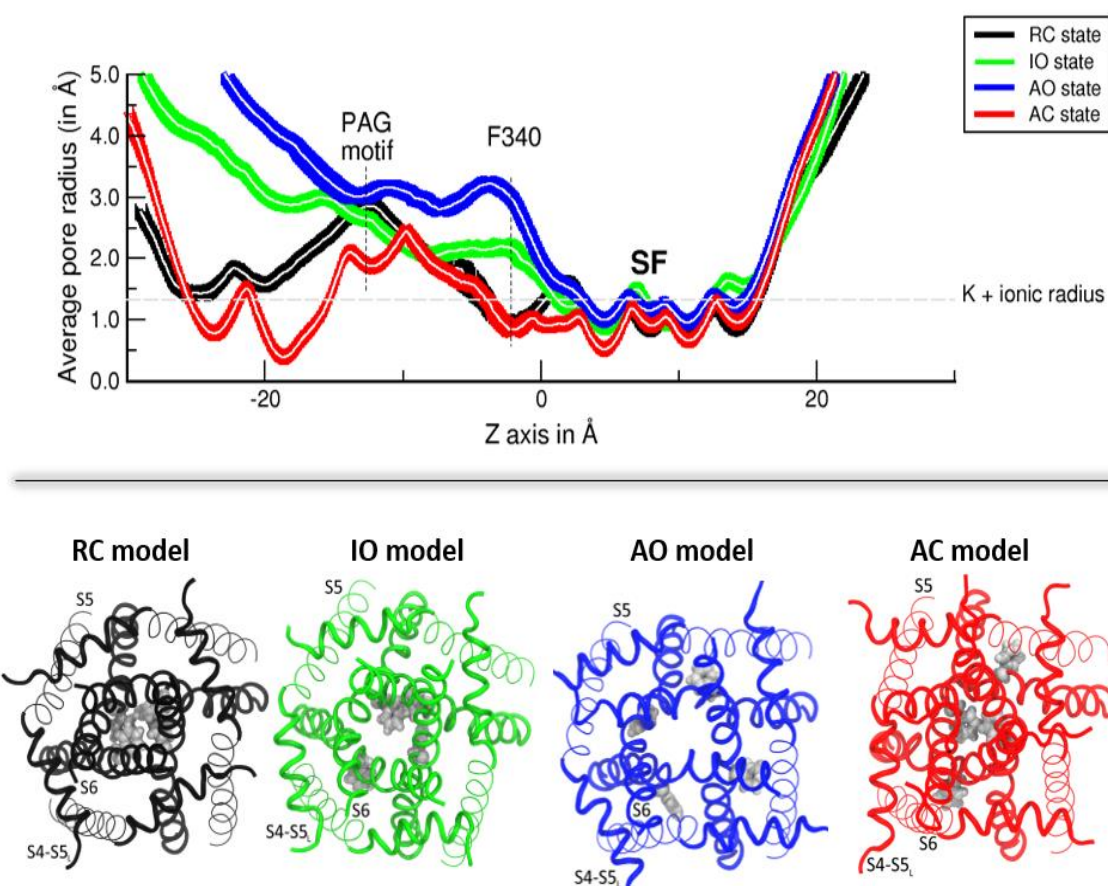 RC state
IO state
AO state
AC state
Average pore radius (in Å)
5.0
4.0
3.0
2.0
1.0
0.0
PAG
motif
F340
SF
K + ionic radius
-20
0
20
Z axis in Å
RC model
IO model
AO model
AC model
S5
S6
S4-S5L
S5
S6
S4-S5L
S5
S6
S4-S5L
S5
S6
S4-S5L